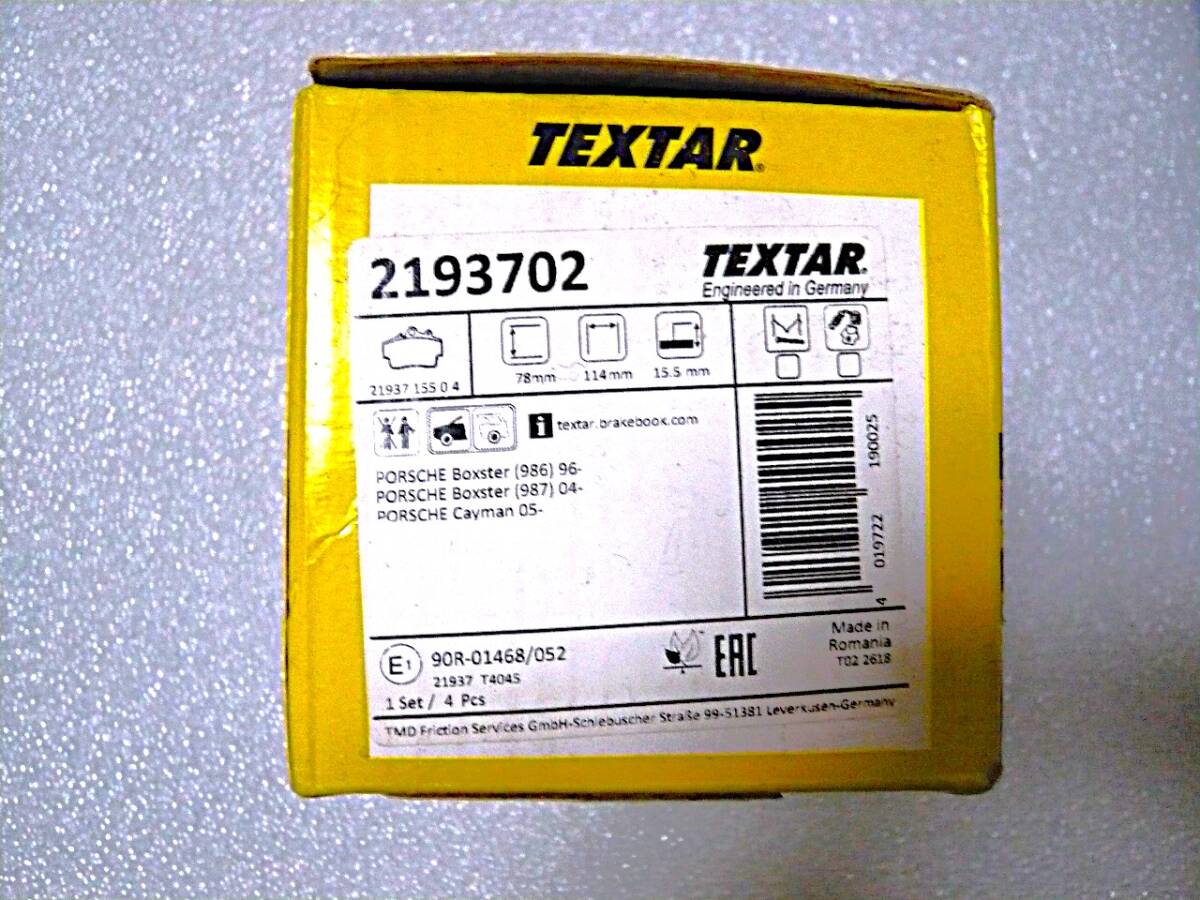 TEXTAR®
2193702
TEXTAR®
Engineered in Germany
21937 155 0 4
78mm 114mm 15.5 mm
i textar.brakebook.com
PORSCHE Boxster (986) 96-
PORSCHE Boxster (987) 04-
PORSCHE Cayman 05-
4 019722 190025
E1 90R-01468/052
21937 T4045
1 Set / 4 Pcs
EAC
Made in
Romania
T02 2618
TMD Friction Services GmbH-Schlebuscher Straße 99-51381 Leverkusen-Germany